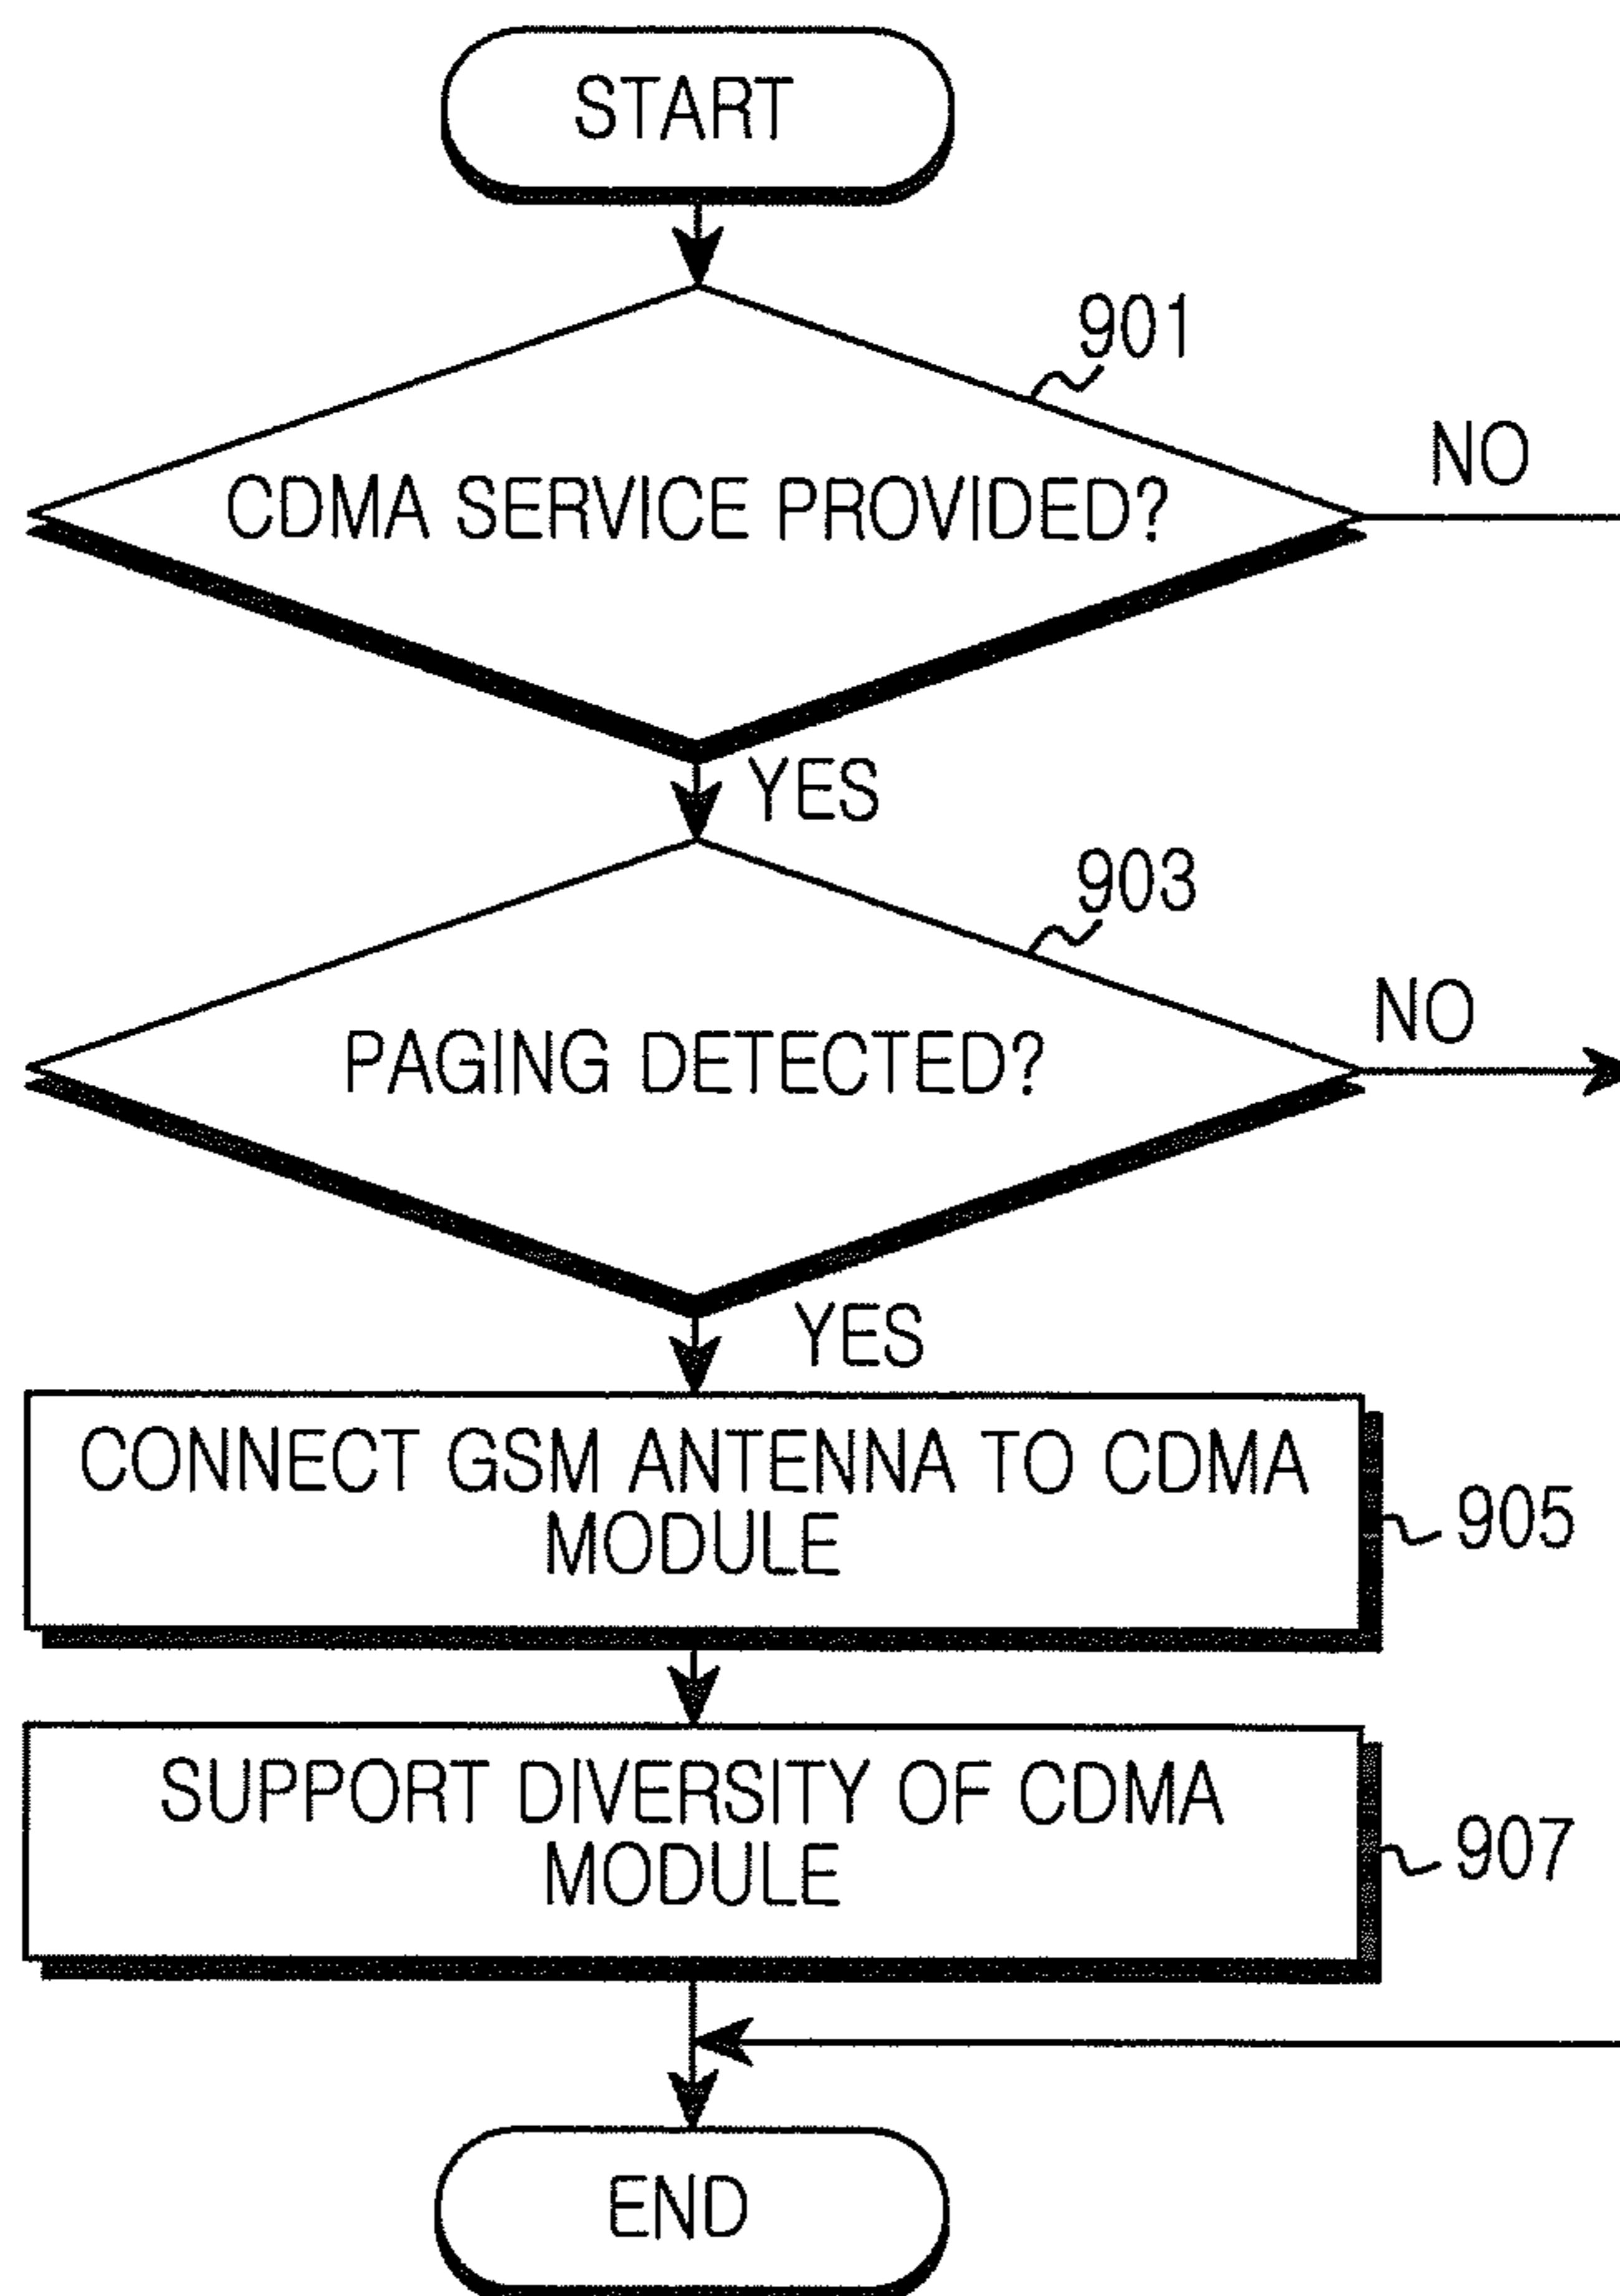 START
901
CDMA SERVICE PROVIDED?
NO
YES
903
PAGING DETECTED?
NO
YES
CONNECT GSM ANTENNA TO CDMA
MODULE
905
SUPPORT DIVERSITY OF CDMA
MODULE
907
END